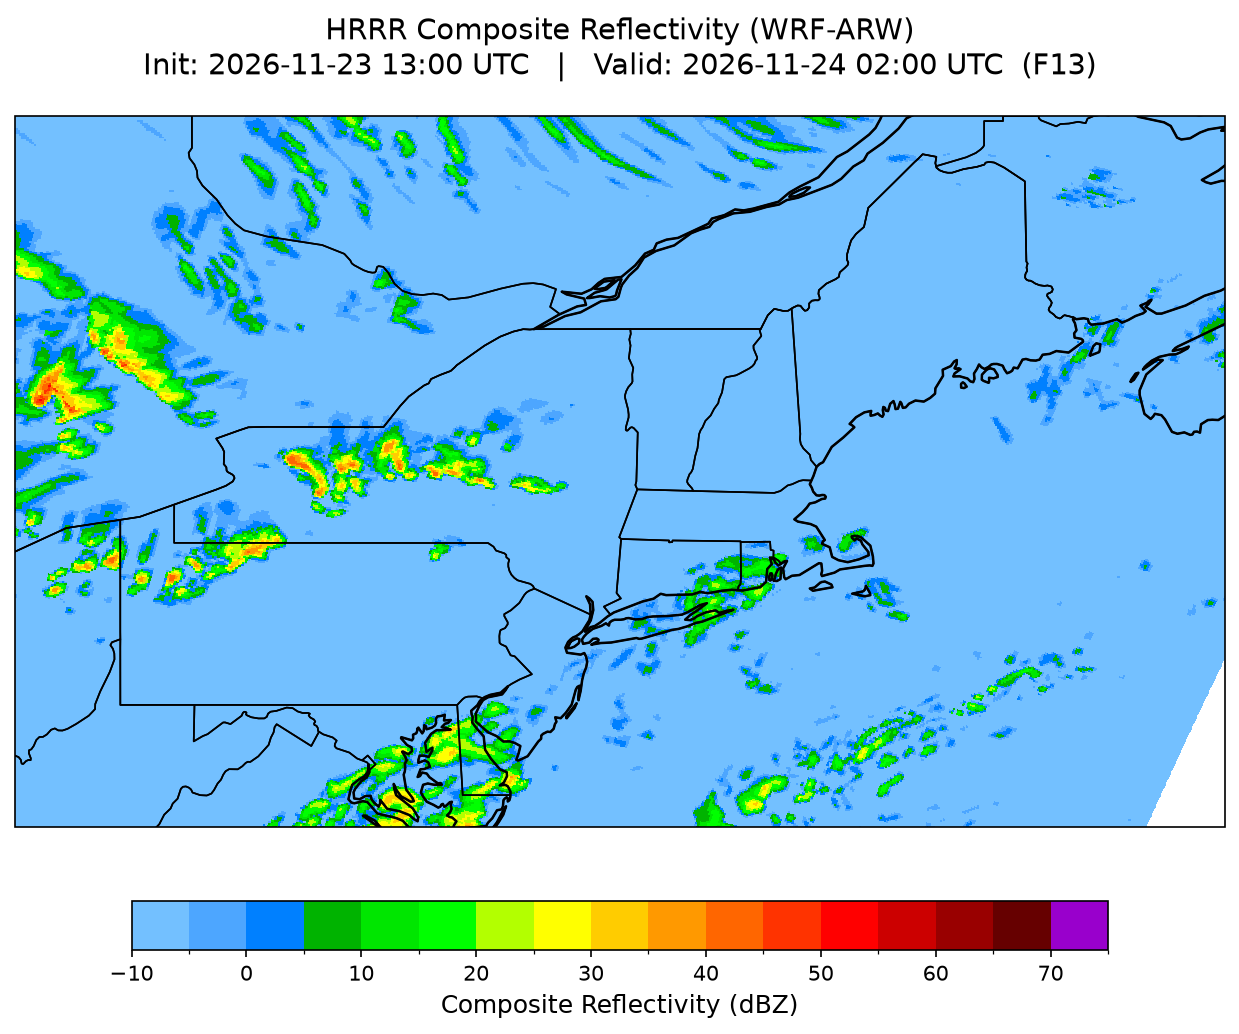 HRRR Composite Reflectivity (WRF-ARW)
Init: 2026-11-23 13:00 UTC   |   Valid: 2026-11-24 02:00 UTC  (F13)
−10 0 10 20 30 40 50 60 70
Composite Reflectivity (dBZ)